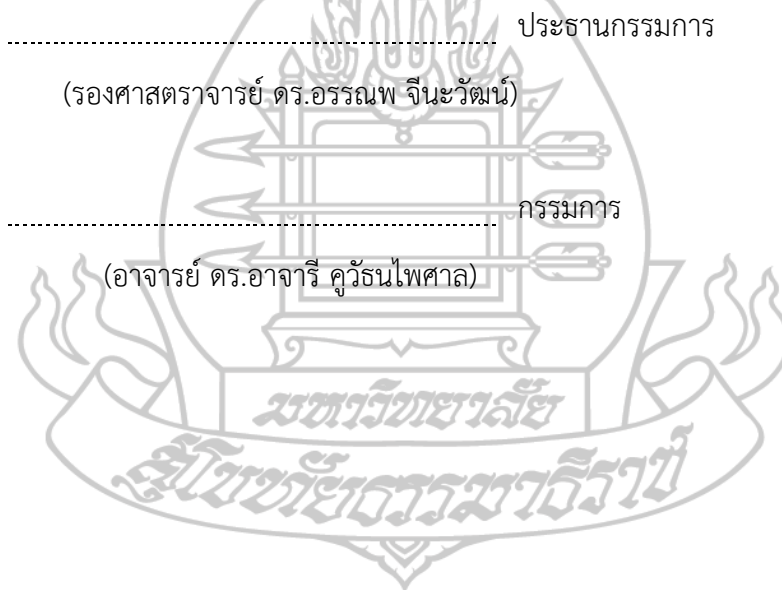 ................................................................ ประธานกรรมการ
(รองศาสตราจารย์ ดร.อรรณพ จีนะวัฒน์)
................................................................ กรรมการ
(อาจารย์ ดร.อาจารี คูวัธนไพศาล)
มหาวิทยาลัย
สุโขทัยธรรมาธิราช